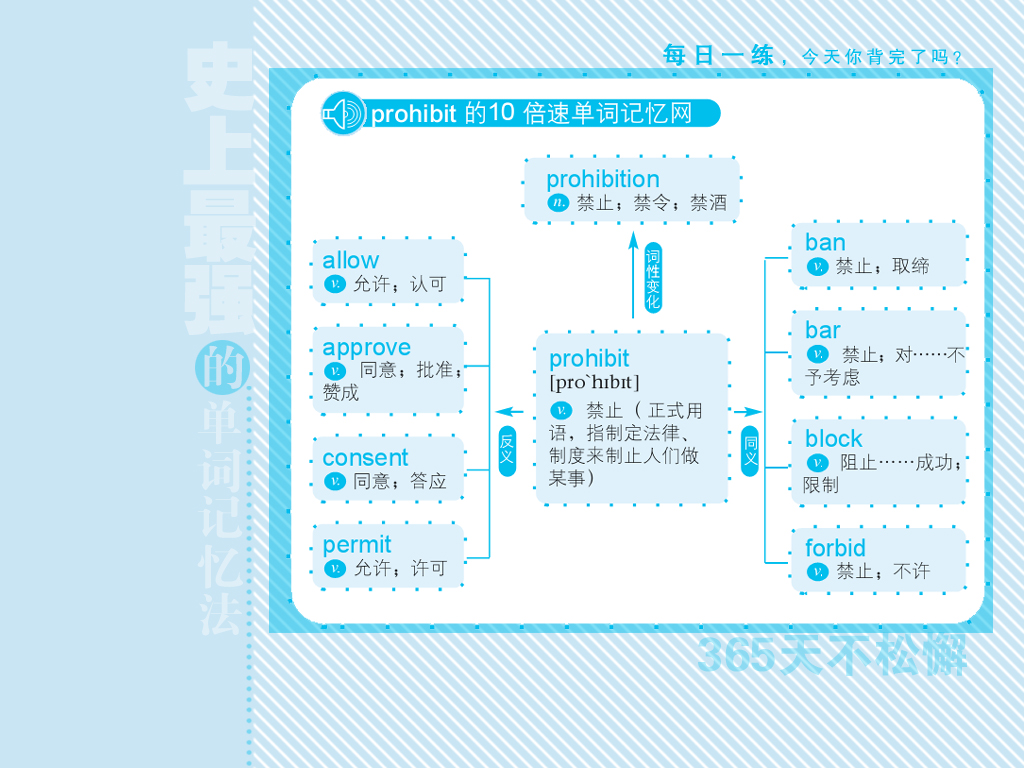 每日一练，今天你背完了吗？
史上最强的单词记忆法
prohibit 的10 倍速单词记忆网
prohibition
n. 禁止；禁令；禁酒
词性变化
allow
v. 允许；认可
approve
v. 同意；批准；
赞成
consent
v. 同意；答应
permit
v. 允许；许可
反义
prohibit
[pro`hɪbɪt]
v. 禁止（正式用
语，指制定法律、
制度来制止人们做
某事）
同义
ban
v. 禁止；取缔
bar
v. 禁止；对……不
予考虑
block
v. 阻止……成功；
限制
forbid
v. 禁止；不许
365天不松懈